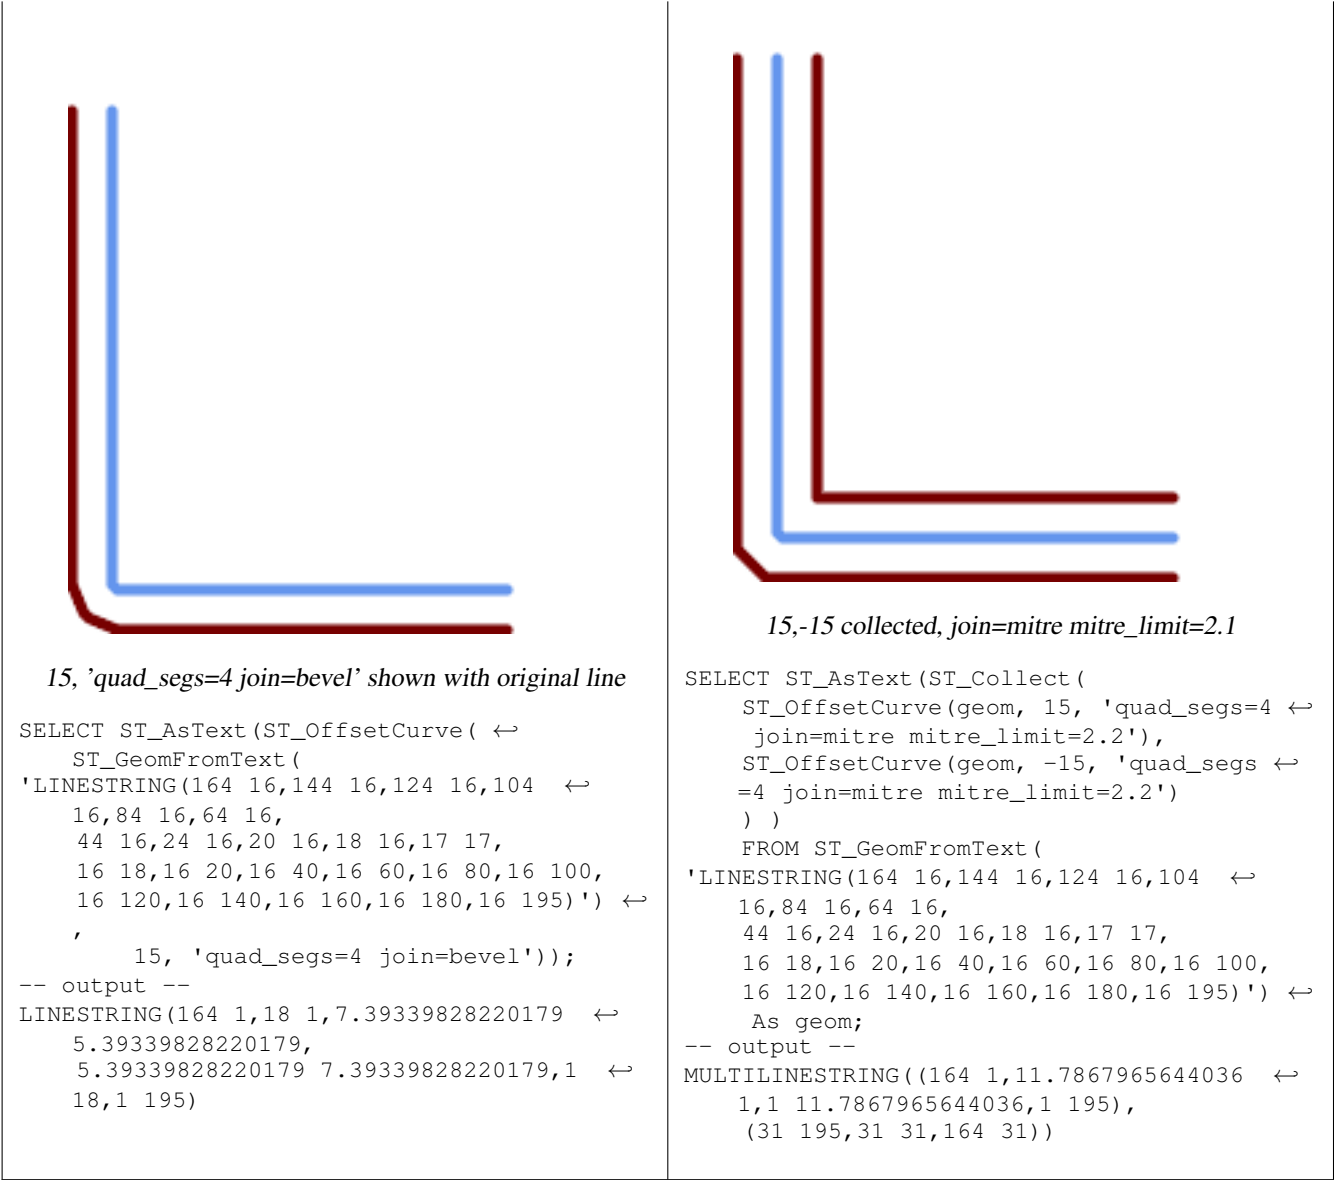 15, ’quad_segs=4 join=bevel’ shown with original line
SELECT ST_AsText(ST_OffsetCurve( ↩
ST_GeomFromText(
'LINESTRING(164 16,144 16,124 16,104 ↩
16,84 16,64 16,
44 16,24 16,20 16,18 16,17 17,
16 18,16 20,16 40,16 60,16 80,16 100,
16 120,16 140,16 160,16 180,16 195)') ↩
,
15, 'quad_segs=4 join=bevel'));
-- output --
LINESTRING(164 1,18 1,7.39339828220179 ↩
5.39339828220179,
5.39339828220179 7.39339828220179,1 ↩
18,1 195)
15,-15 collected, join=mitre mitre_limit=2.1
SELECT ST_AsText(ST_Collect(
ST_OffsetCurve(geom, 15, 'quad_segs=4 ↩
join=mitre mitre_limit=2.2'),
ST_OffsetCurve(geom, -15, 'quad_segs ↩
=4 join=mitre mitre_limit=2.2')
) )
FROM ST_GeomFromText(
'LINESTRING(164 16,144 16,124 16,104 ↩
16,84 16,64 16,
44 16,24 16,20 16,18 16,17 17,
16 18,16 20,16 40,16 60,16 80,16 100,
16 120,16 140,16 160,16 180,16 195)') ↩
As geom;
-- output --
MULTILINESTRING((164 1,11.7867965644036 ↩
1,1 11.7867965644036,1 195),
(31 195,31 31,164 31))